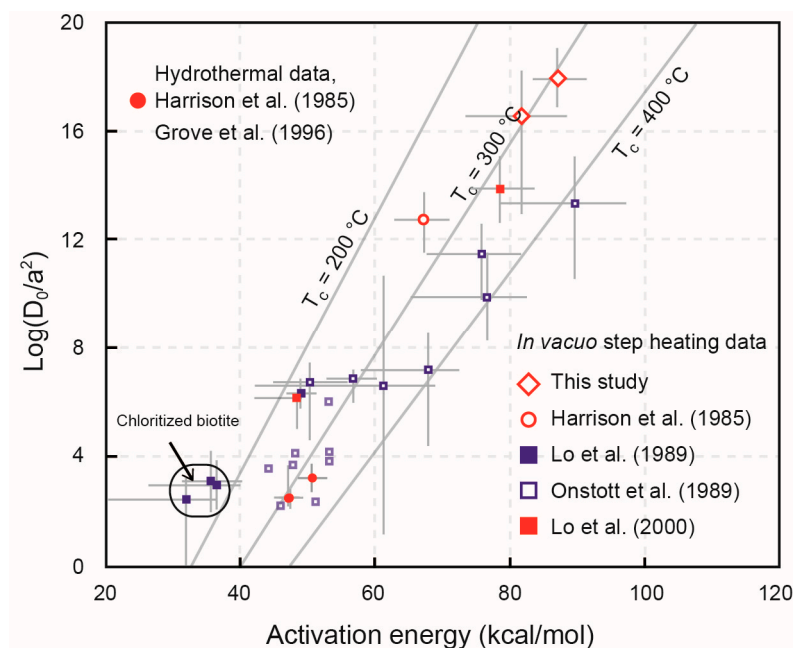 20
16
12
8
4
0
20
40
60
80
100
120
Log(D₀/a²)
Activation energy (kcal/mol)
Hydrothermal data,
Harrison et al. (1985)
Grove et al. (1996)
T_c = 200 °C
T_c = 300 °C
T_c = 400 °C
Chloritized biotite
In vacuo step heating data
This study
Harrison et al. (1985)
Lo et al. (1989)
Onstott et al. (1989)
Lo et al. (2000)